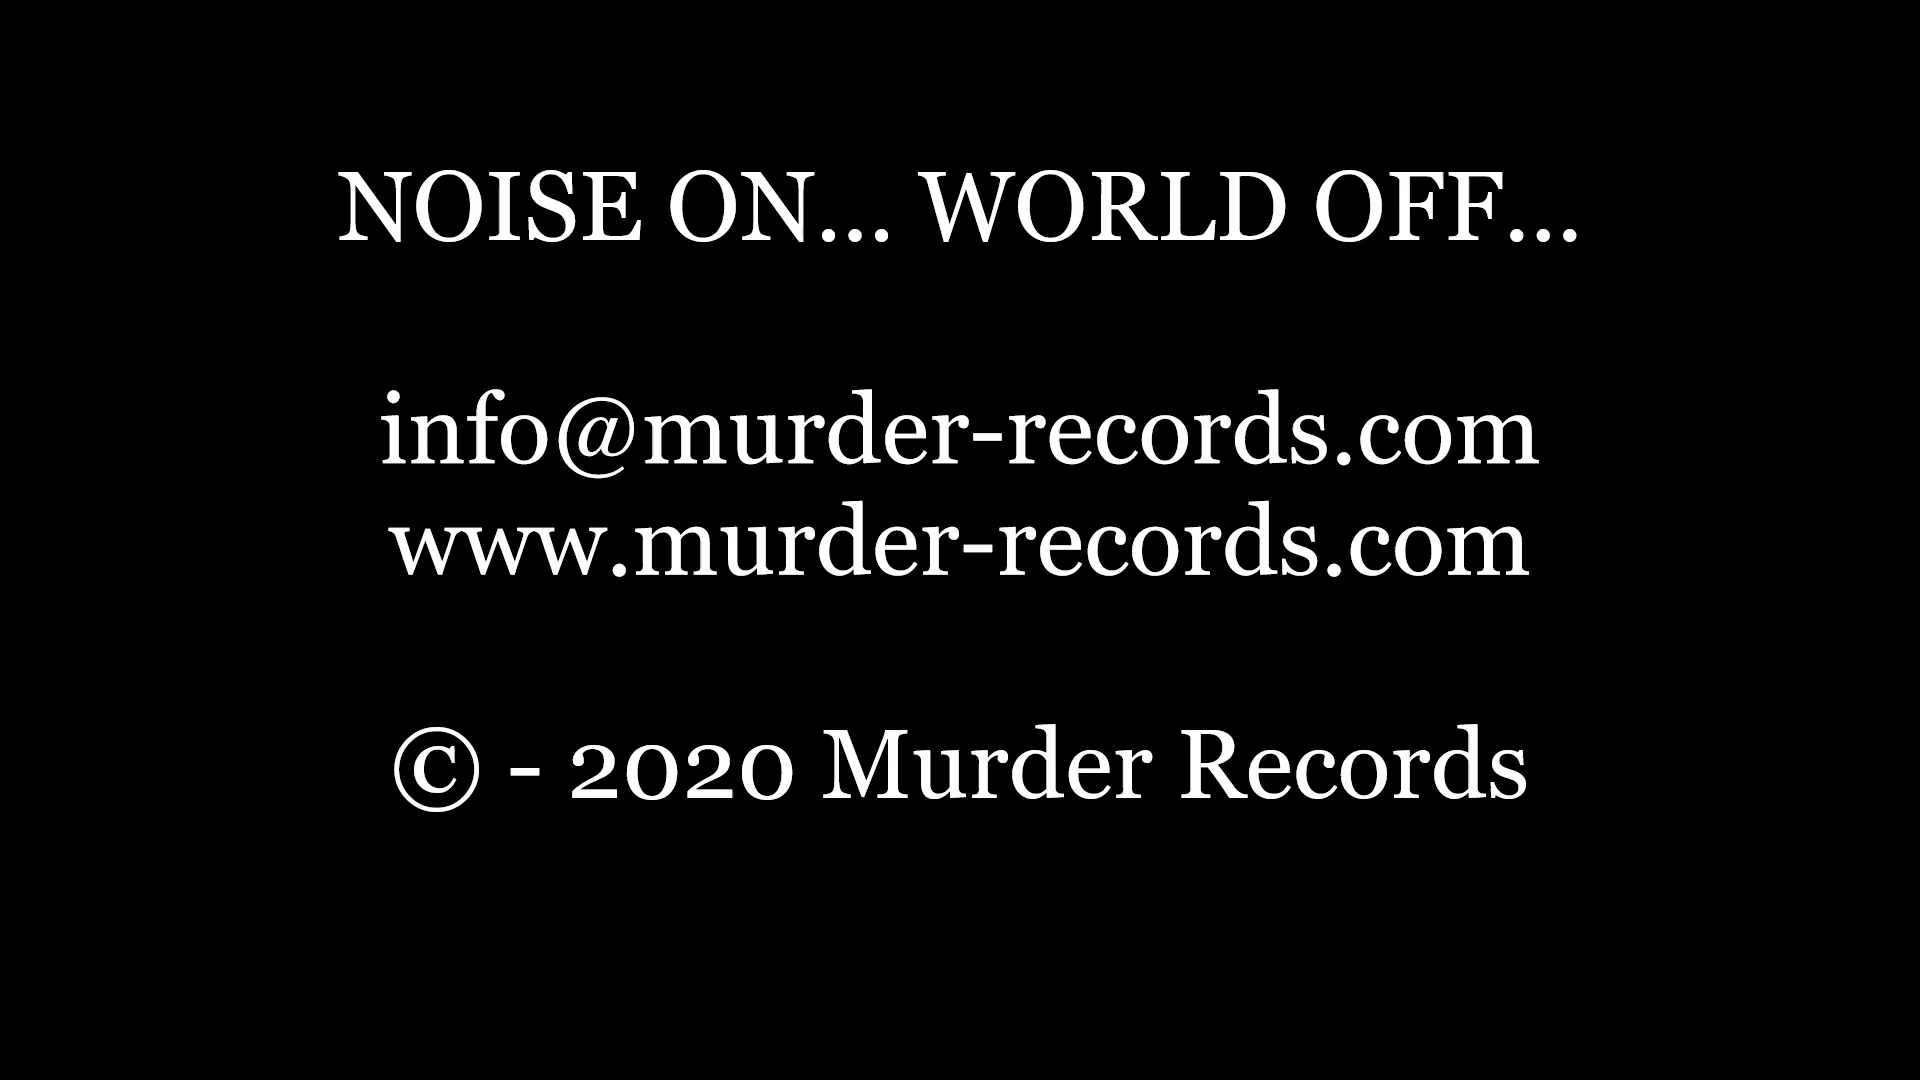 NOISE ON... WORLD OFF...
info@murder-records.com
www.murder-records.com
© - 2020 Murder Records